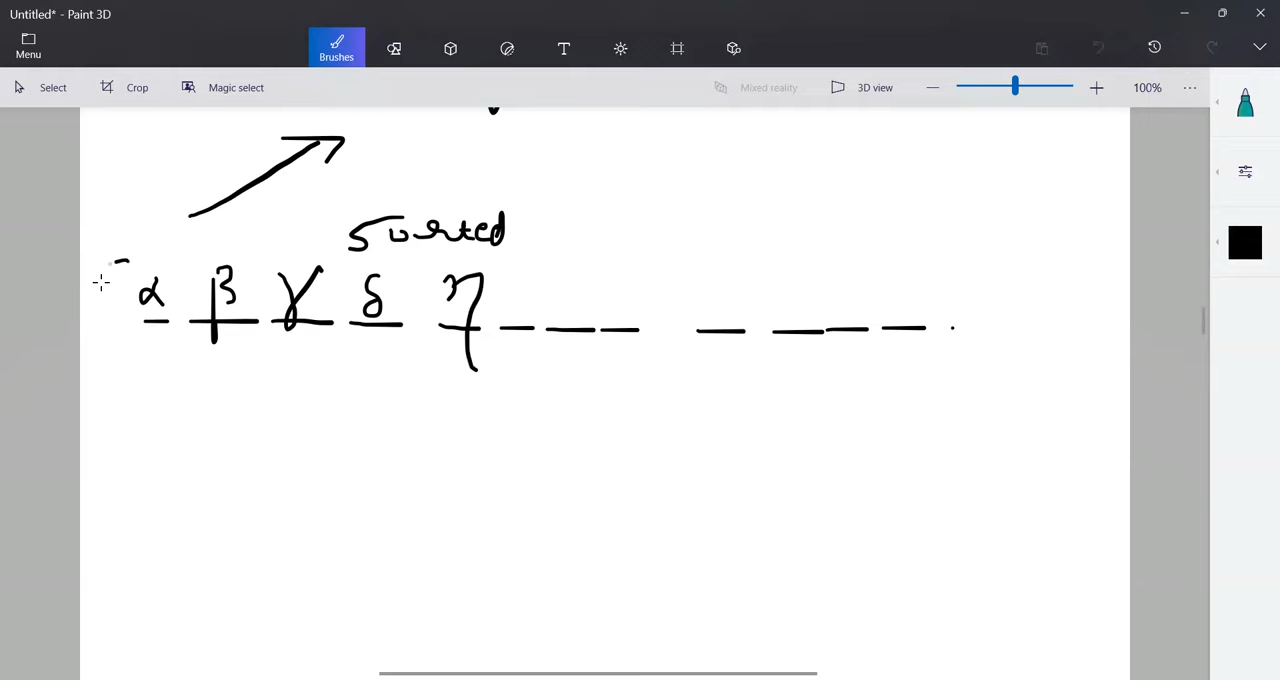 Untitled* - Paint 3D
Menu
Brushes
Select Crop Magic select Mixed reality 3D view 100%
sorted
α β γ δ η